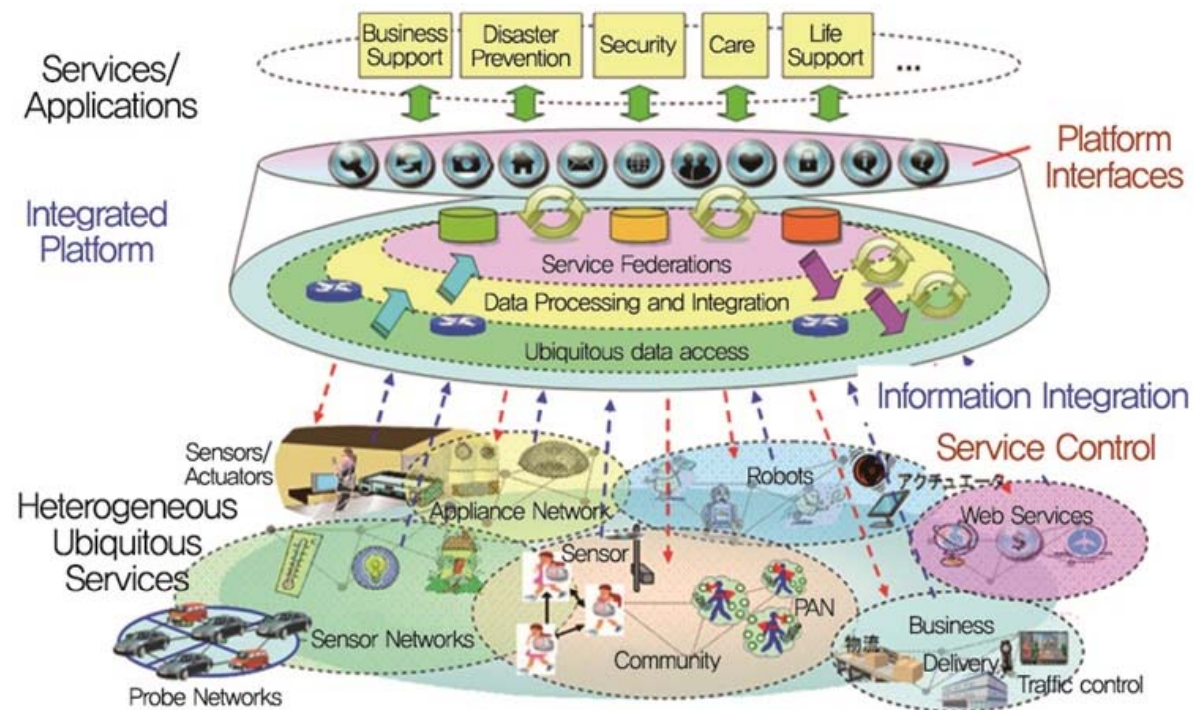 Services/
Applications
Business
Support
Disaster
Prevention
Security
Care
Life
Support
...
Platform
Interfaces
Integrated
Platform
Service Federations
Data Processing and Integration
Ubiquitous data access
Information Integration
Service Control
Sensors/
Actuators
Appliance Network
Robots
アクチュエータ
Web Services
Heterogeneous
Ubiquitous
Services
Sensor
PAN
Sensor Networks
Community
Probe Networks
Business
物流
Delivery
Traffic control